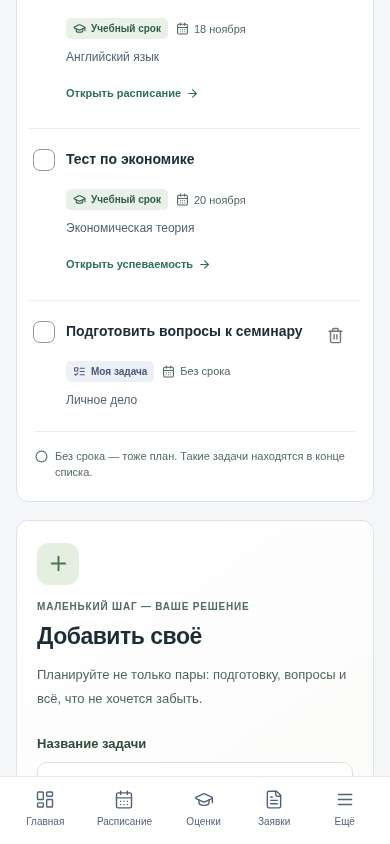 Учебный срок 18 ноября
Английский язык
Открыть расписание →
Тест по экономике
Учебный срок 20 ноября
Экономическая теория
Открыть успеваемость →
Подготовить вопросы к семинару
Моя задача Без срока
Личное дело
Без срока — тоже план. Такие задачи находятся в конце
списка.
МАЛЕНЬКИЙ ШАГ — ВАШЕ РЕШЕНИЕ
Добавить своё
Планируйте не только пары: подготовку, вопросы и
всё, что не хочется забыть.
Название задачи
Главная Расписание Оценки Заявки Ещё